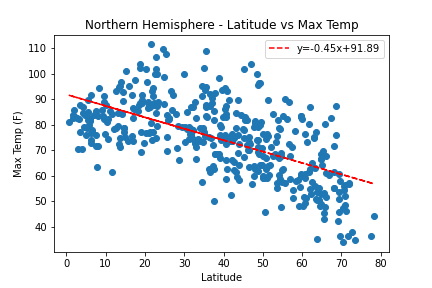 Northern Hemisphere - Latitude vs Max Temp
y=-0.45x+91.89
Max Temp (F)
110
100
90
80
70
60
50
40
0 10 20 30 40 50 60 70 80
Latitude